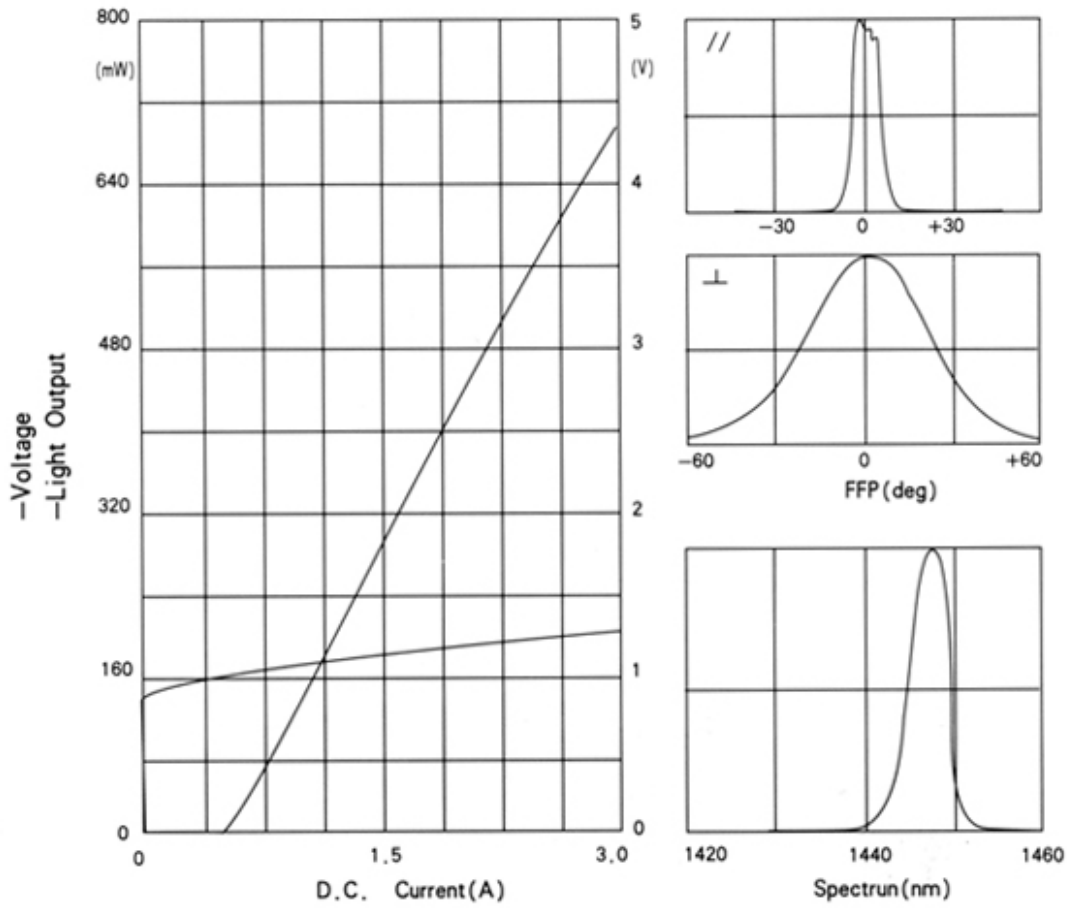 800
(mW)
640
480
320
160
0
—Voltage
—Light Output
5
(V)
4
3
2
1
0
0 1.5 3.0
D.C. Current(A)
//
−30 0 +30
⊥
−60 0 +60
FFP(deg)
1420 1440 1460
Spectrun(nm)